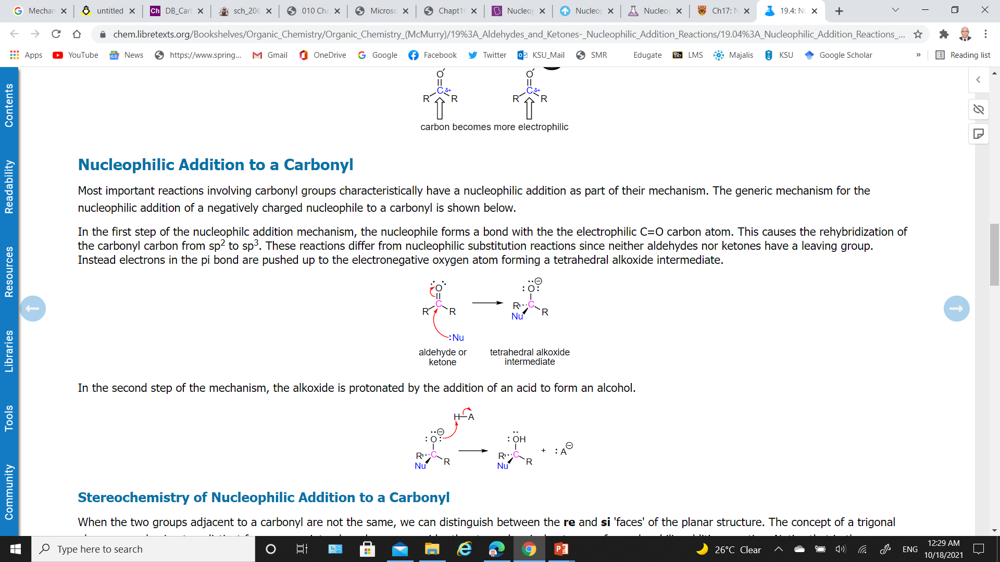 Mechan
untitled
Ch DB_Carl
sch_206
010 Cha
Microso
Chapt1
Nucleop
Nucleop
Nucleop
Ch17: N
19.4: Nu
chem.libretexts.org/Bookshelves/Organic_Chemistry/Organic_Chemistry_(McMurry)/19%3A_Aldehydes_and_Ketones-_Nucleophilic_Addition_Reactions/19.04%3A_Nucleophilic_Addition_Reactions_...
Apps YouTube News https://www.spring... Gmail OneDrive Google Facebook Twitter KSU_Mail SMR Edugate Bb LMS Majalis KSU Google Scholar » Reading list
Contents
Readability
Resources
Libraries
Tools
Community
O O
C δ+ C δ+
R R R R
carbon becomes more electrophilic
Nucleophilic Addition to a Carbonyl
Most important reactions involving carbonyl groups characteristically have a nucleophilic addition as part of their mechanism. The generic mechanism for the
nucleophilic addition of a negatively charged nucleophile to a carbonyl is shown below.
In the first step of the nucleophilc addition mechanism, the nucleophile forms a bond with the the electrophilic C=O carbon atom. This causes the rehybridization of
the carbonyl carbon from sp2 to sp3. These reactions differ from nucleophilic substitution reactions since neither aldehydes nor ketones have a leaving group.
Instead electrons in the pi bond are pushed up to the electronegative oxygen atom forming a tetrahedral alkoxide intermediate.
O :O:
C R C
R R Nu R
:Nu
aldehyde or tetrahedral alkoxide
ketone intermediate
In the second step of the mechanism, the alkoxide is protonated by the addition of an acid to form an alcohol.
H–A
:O: :OH
R C R C + :A
Nu R Nu R
Stereochemistry of Nucleophilic Addition to a Carbonyl
When the two groups adjacent to a carbonyl are not the same, we can distinguish between the re and si 'faces' of the planar structure. The concept of a trigonal
Type here to search
26°C Clear
ENG
12:29 AM
10/18/2021